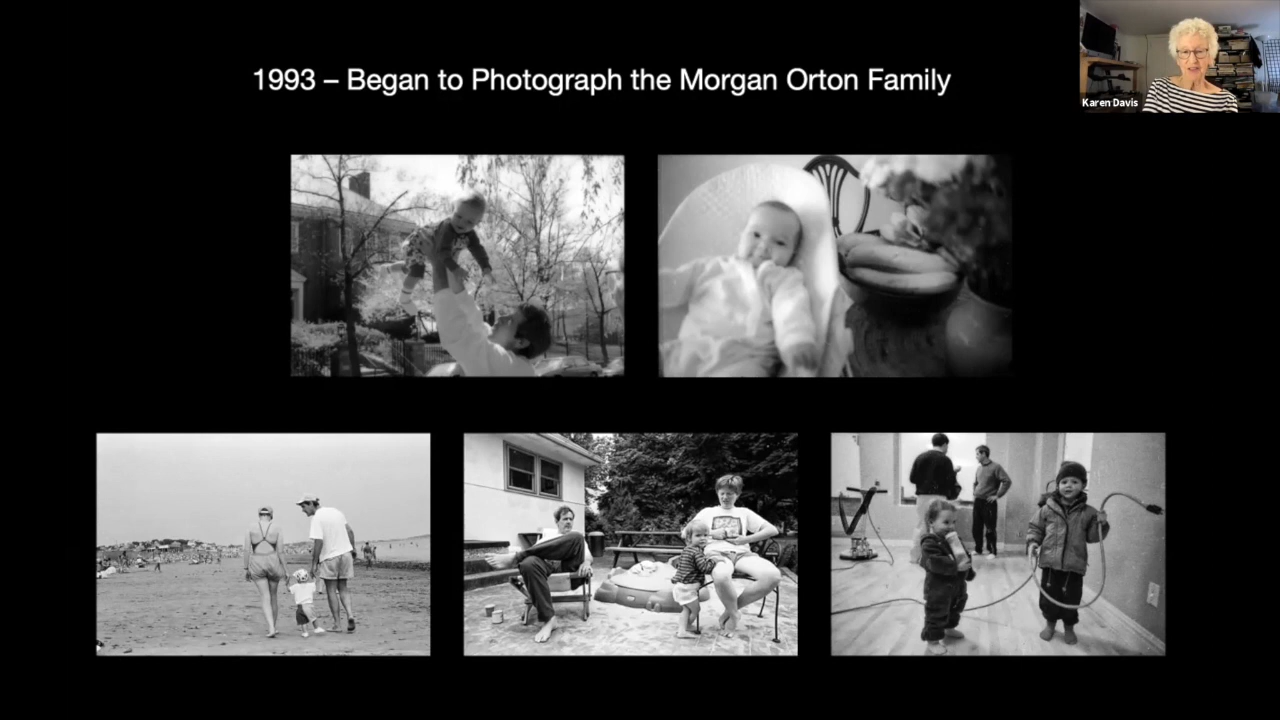 1993 – Began to Photograph the Morgan Orton Family
Karen Davis